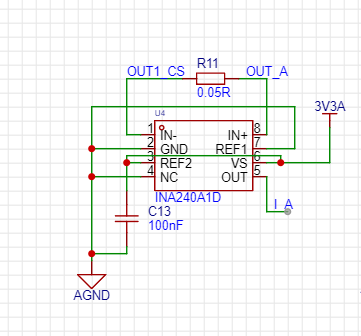 R11
OUT1_CS
OUT_A
0.05R
3V3A
U4
1 IN- IN+ 8
2 GND REF1 7
3 REF2 VS 6
4 NC OUT 5
INA240A1D
I_A
C13
100nF
AGND